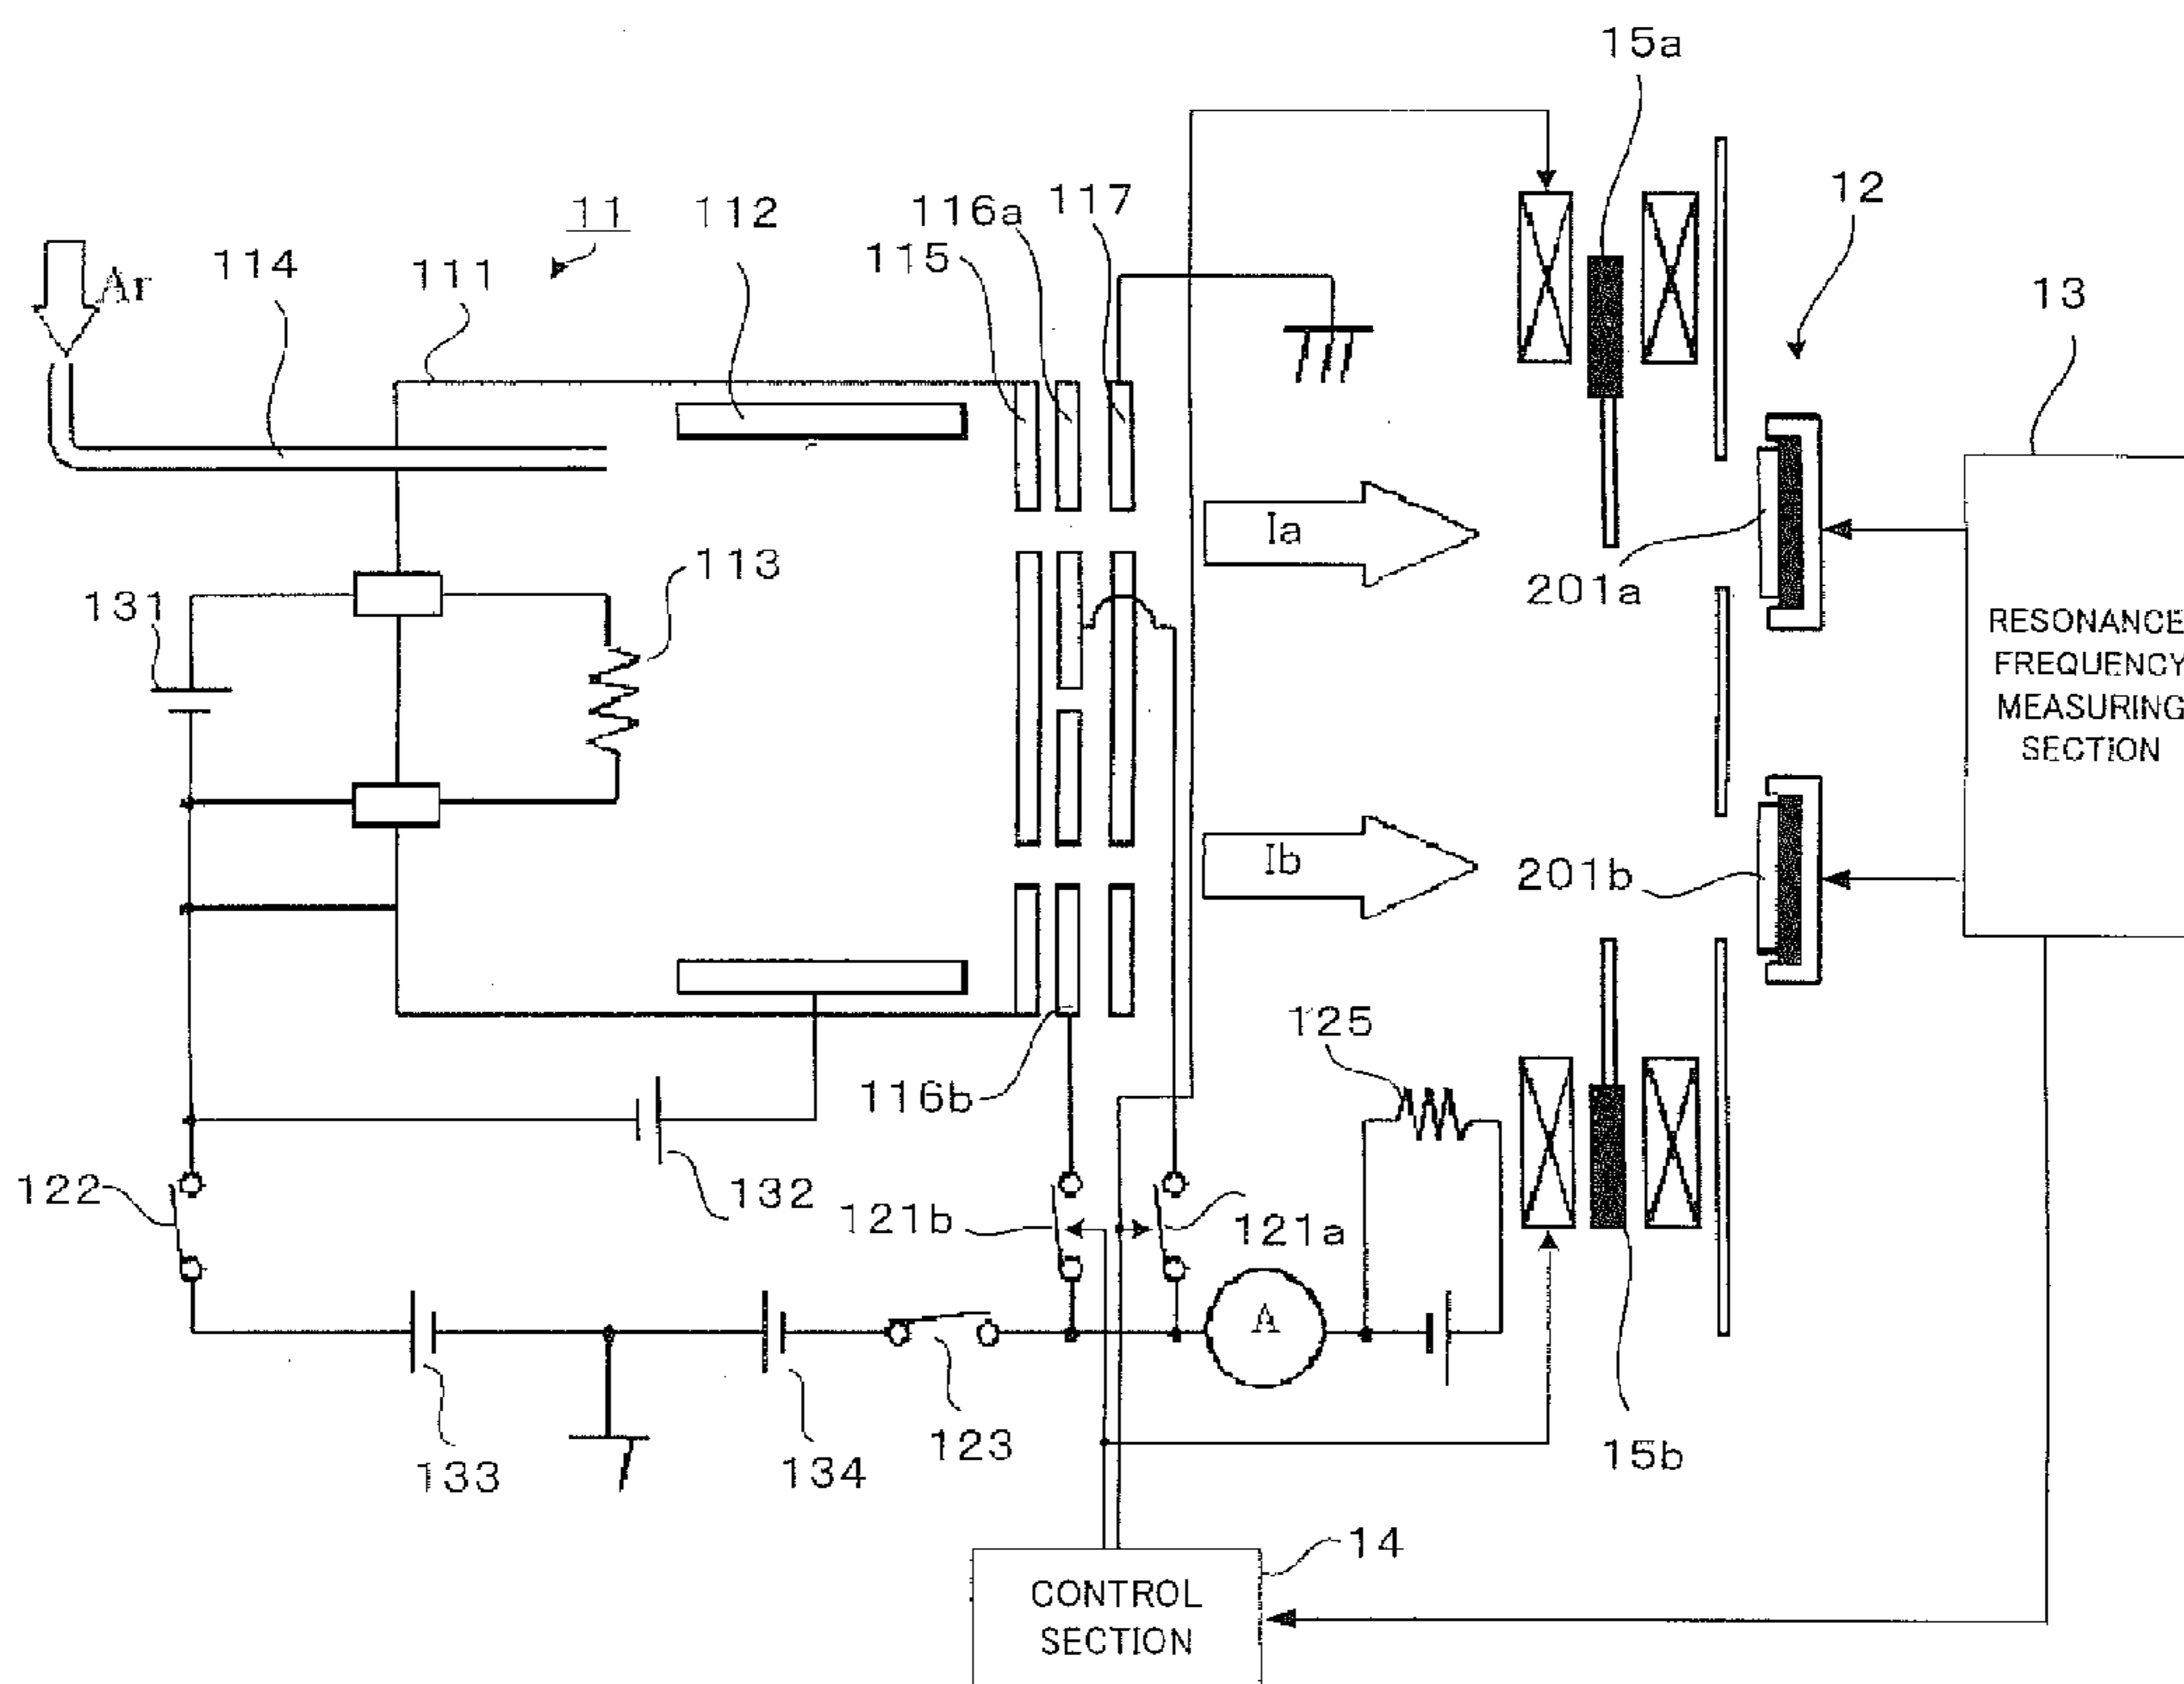 15a
12
11
112
116a
117
115
114
111
Ar
13
131
113
Ia
201a
RESONANCE
FREQUENCY
MEASURING
SECTION
Ib
201b
125
116b
122
132
121b
121a
A
123
133
134
15b
14
CONTROL
SECTION